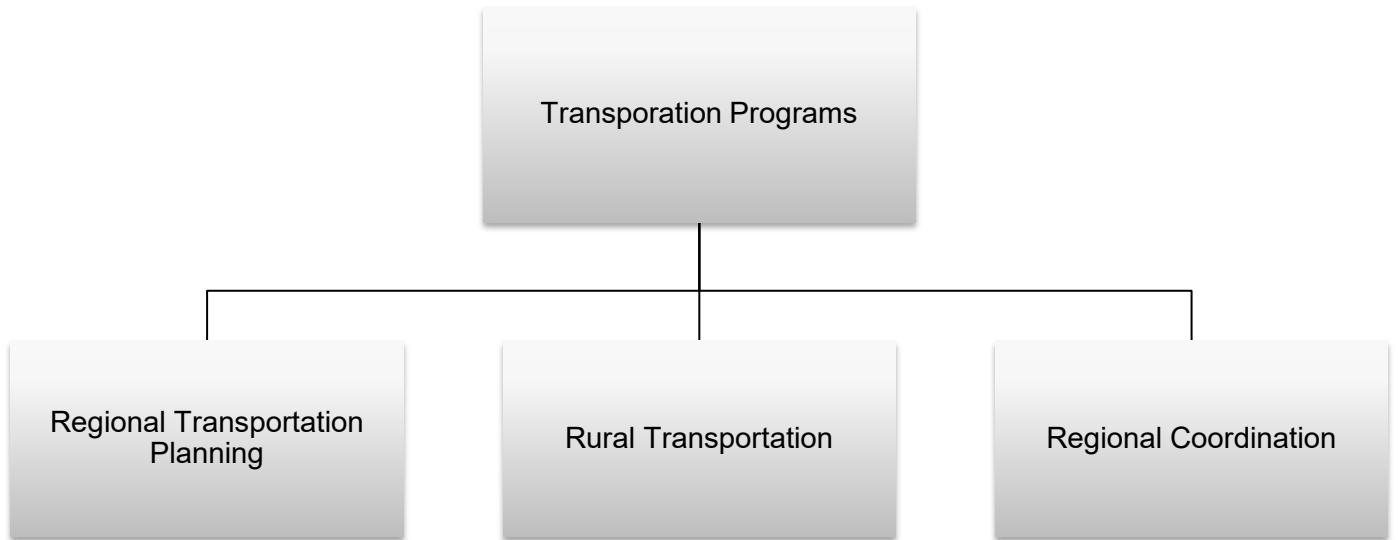 Transporation Programs
Regional Transportation
Planning
Rural Transportation
Regional Coordination